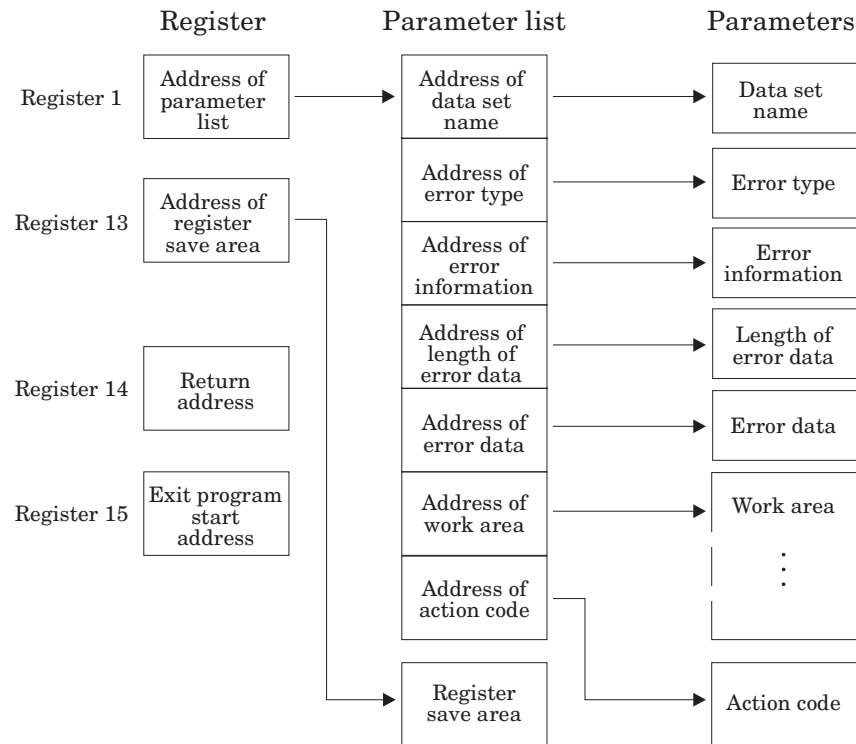 Register
Parameter list
Parameters
Register 1
Address of
parameter
list
Address of
data set
name
Data set
name
Address of
error type
Error type
Register 13
Address of
register
save area
Address of
error
information
Error
information
Address of
length of
error data
Length of
error data
Register 14
Return
address
Address of
error data
Error data
Register 15
Exit program
start
address
Address of
work area
Work area
Address of
action code
Register
save area
Action code